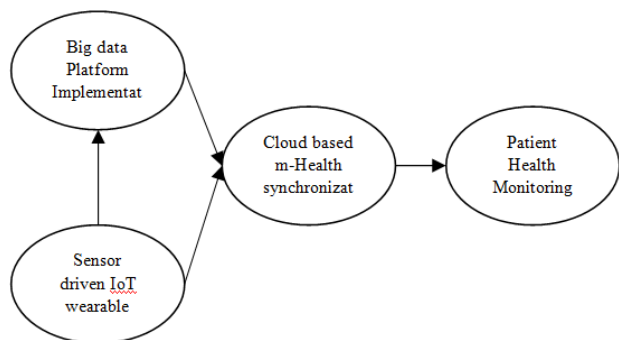 Big data
Platform
Implementat
Cloud based
m-Health
synchronizat
Patient
Health
Monitoring
Sensor
driven IoT
wearable